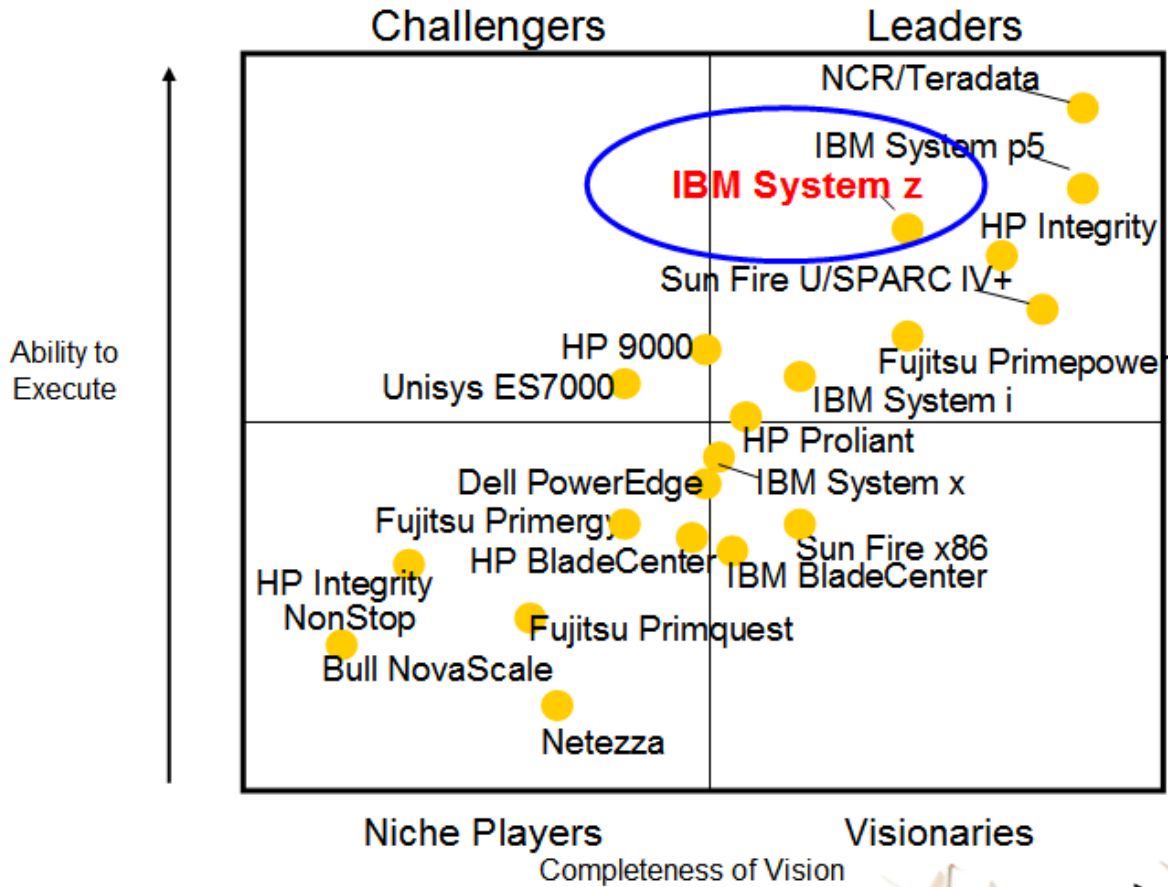 Challengers
Leaders
NCR/Teradata
IBM System p5
IBM System z
HP Integrity
Sun Fire U/SPARC IV+
HP 9000
Fujitsu Primepower
Unisys ES7000
IBM System i
Ability to
Execute
HP Proliant
Dell PowerEdge
IBM System x
Fujitsu Primergy
HP BladeCenter
Sun Fire x86
IBM BladeCenter
HP Integrity
NonStop
Fujitsu Primquest
Bull NovaScale
Netezza
Niche Players
Visionaries
Completeness of Vision